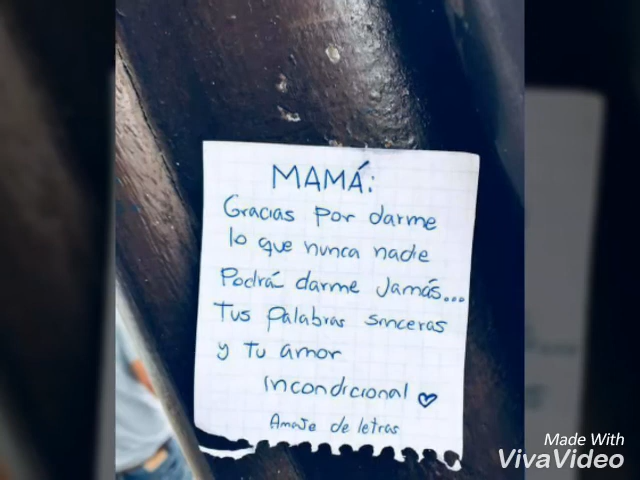 MAMÁ:
Gracias por darme
lo que nunca nadie
Podrá darme Jamás...
Tus Palabras sinceras
y tu amor
incondicional ♡
Amaje de letras
Made With
VivaVideo